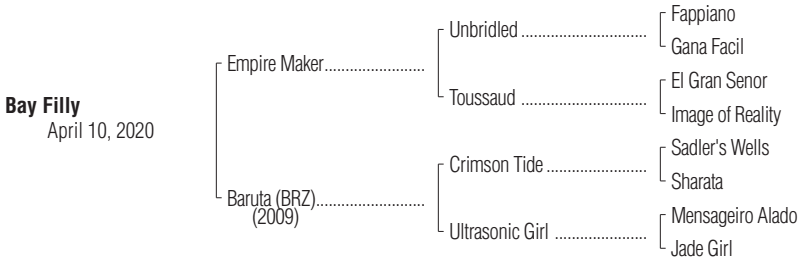 Fappiano
Unbridled ............................
Gana Facil
Empire Maker......................
El Gran Senor
Toussaud ............................
Image of Reality
Bay Filly
April 10, 2020
Sadler's Wells
Crimson Tide ......................
Sharata
Baruta (BRZ)........................
(2009)
Mensageiro Alado
Ultrasonic Girl ....................
Jade Girl